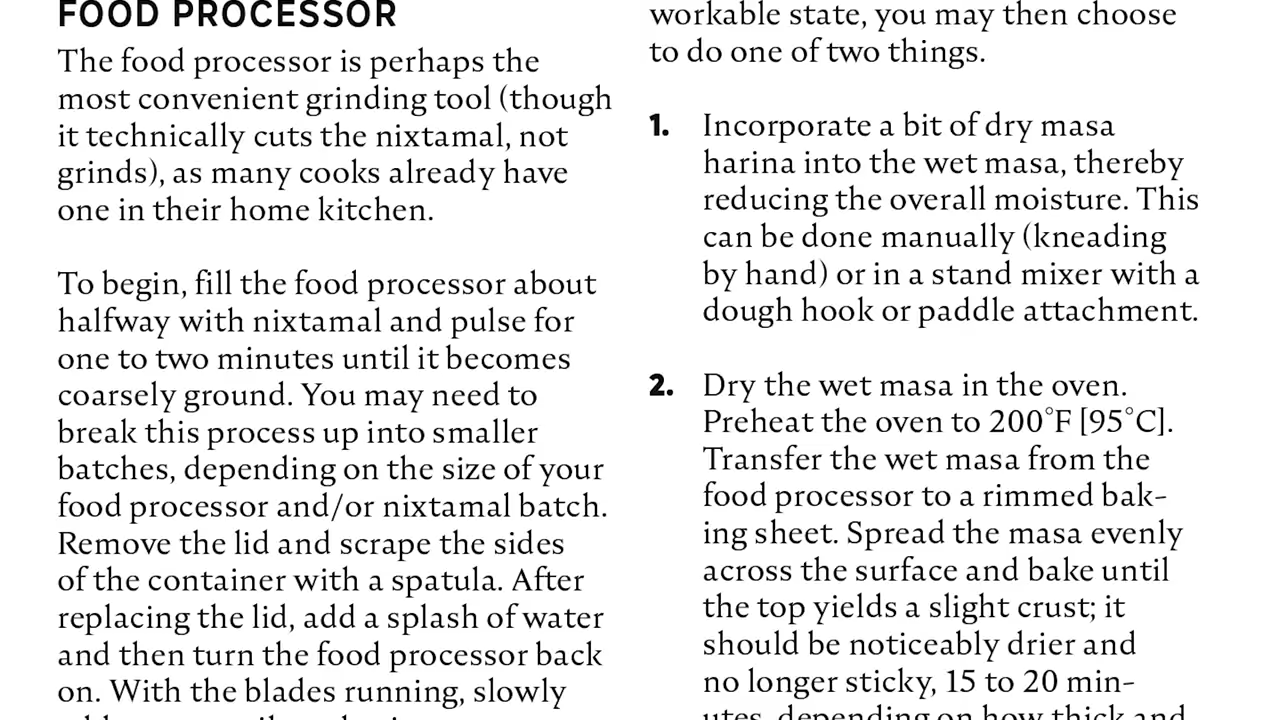 FOOD PROCESSOR
The food processor is perhaps the
most convenient grinding tool (though
it technically cuts the nixtamal, not
grinds), as many cooks already have
one in their home kitchen.
To begin, fill the food processor about
halfway with nixtamal and pulse for
one to two minutes until it becomes
coarsely ground. You may need to
break this process up into smaller
batches, depending on the size of your
food processor and/or nixtamal batch.
Remove the lid and scrape the sides
of the container with a spatula. After
replacing the lid, add a splash of water
and then turn the food processor back
on. With the blades running, slowly
workable state, you may then choose
to do one of two things.
1. Incorporate a bit of dry masa
harina into the wet masa, thereby
reducing the overall moisture. This
can be done manually (kneading
by hand) or in a stand mixer with a
dough hook or paddle attachment.
2. Dry the wet masa in the oven.
Preheat the oven to 200°F [95°C].
Transfer the wet masa from the
food processor to a rimmed bak-
ing sheet. Spread the masa evenly
across the surface and bake until
the top yields a slight crust; it
should be noticeably drier and
no longer sticky, 15 to 20 min-
utes, depending on how thick and